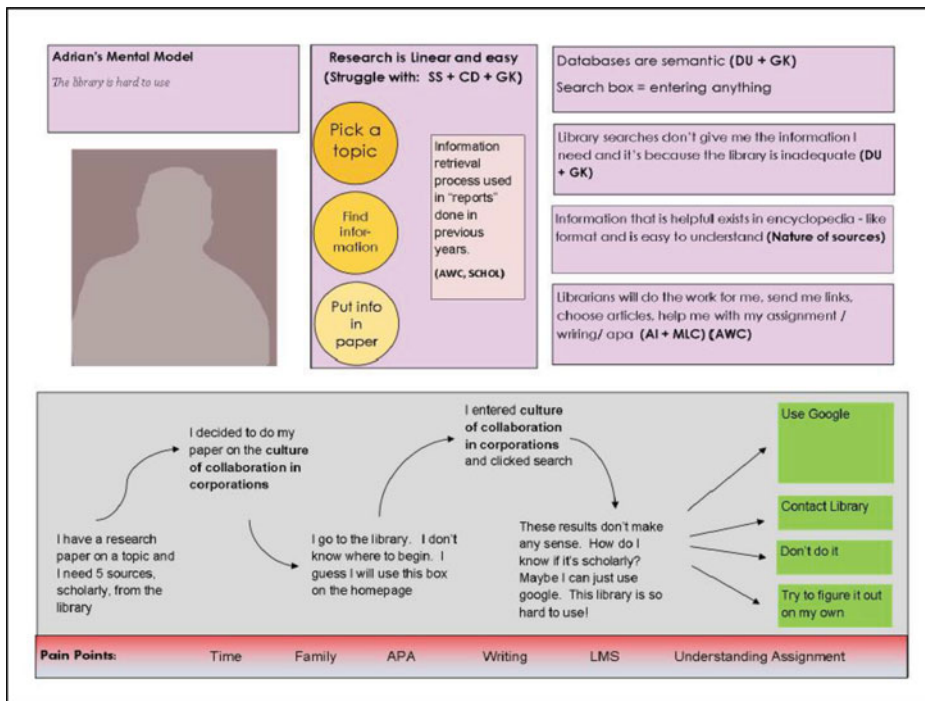 Adrian's Mental Model
The library is hard to use
Research is Linear and easy
(Struggle with: SS + CD + GK)
Pick a
topic
Find
infor-
mation
Put info
in
paper
Information
retrieval
process used
in “reports”
done in
previous
years.
(AWC, SCHOL)
Databases are semantic (DU + GK)
Search box = entering anything
Library searches don't give me the information I
need and it's because the library is inadequate (DU
+ GK)
Information that is helpful exists in encyclopedia - like
format and is easy to understand (Nature of sources)
Librarians will do the work for me, send me links,
choose articles, help me with my assignment /
wriring/ apa (AI + MLC) (AWC)
I have a research
paper on a topic and
I need 5 sources,
scholarly, from the
library
I decided to do my
paper on the culture
of collaboration in
corporations
I go to the library. I don't
know where to begin. I
guess I will use this box
on the homepage
I entered culture
of collaboration
in corporations
and clicked search
These results don't make
any sense. How do I
know if it's scholarly?
Maybe I can just use
google. This library is so
hard to use!
Use Google
Contact Library
Don't do it
Try to figure it out
on my own
Pain Points: Time Family APA Writing LMS Understanding Assignment